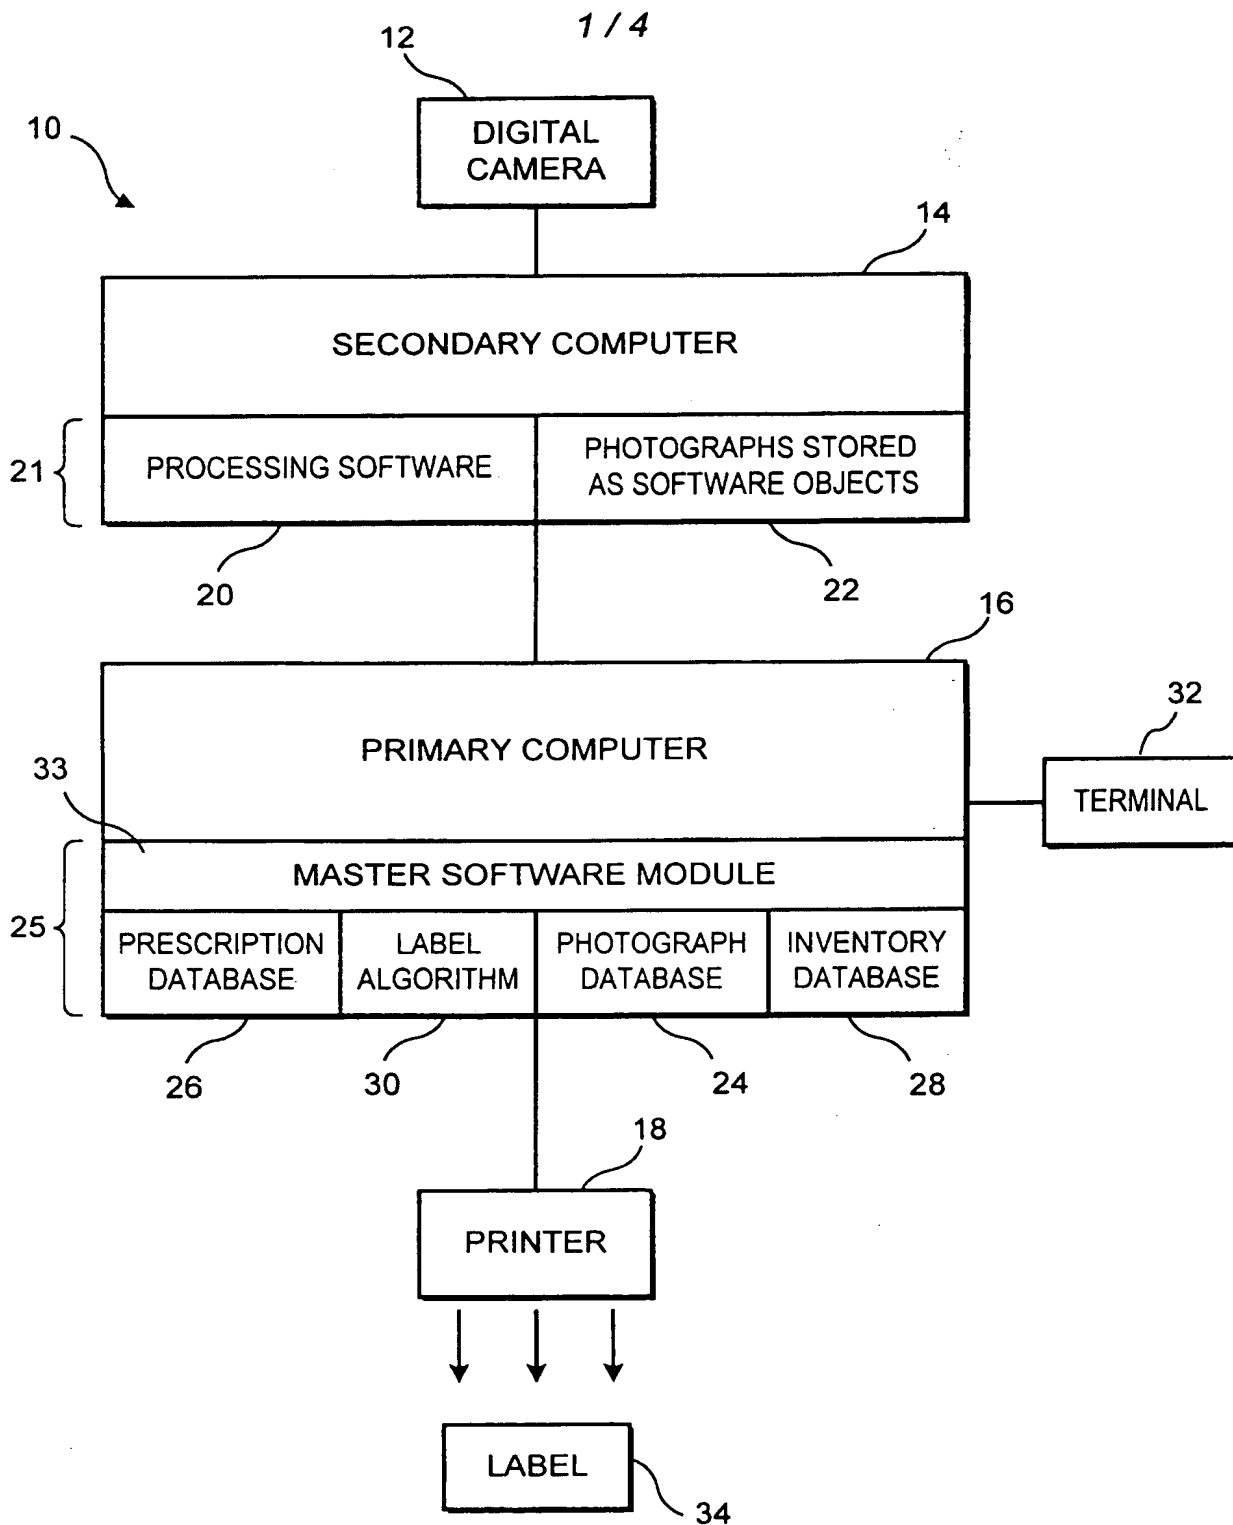 1 / 4
12
DIGITAL
CAMERA
10
14
SECONDARY COMPUTER
21
PROCESSING SOFTWARE
PHOTOGRAPHS STORED
AS SOFTWARE OBJECTS
20
22
16
PRIMARY COMPUTER
32
TERMINAL
33
MASTER SOFTWARE MODULE
25
PRESCRIPTION
DATABASE
LABEL
ALGORITHM
PHOTOGRAPH
DATABASE
INVENTORY
DATABASE
26
30
24
28
18
PRINTER
LABEL
34